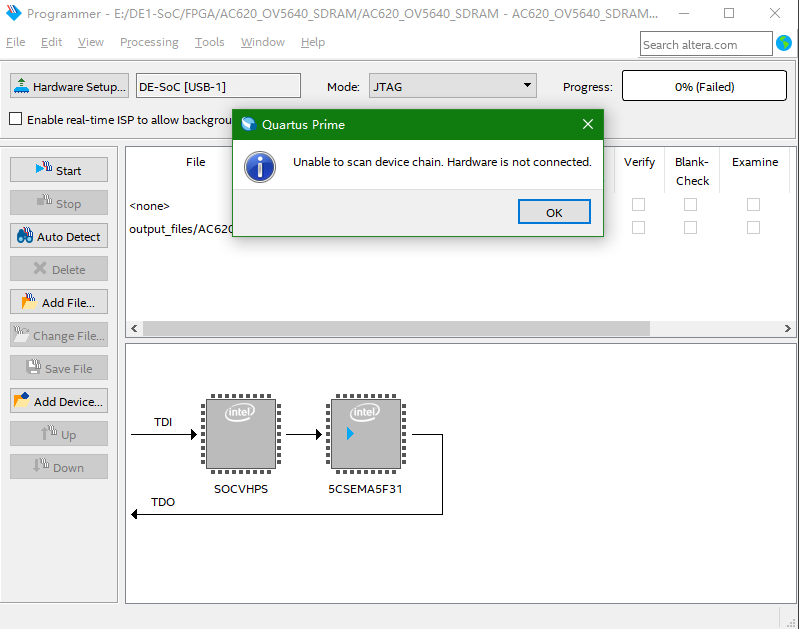 Programmer - E:/DE1-SoC/FPGA/AC620_OV5640_SDRAM/AC620_OV5640_SDRAM - AC620_OV5640_SDRAM...
File Edit View Processing Tools Window Help
Search altera.com
Hardware Setup... DE-SoC [USB-1] Mode: JTAG Progress: 0% (Failed)
Enable real-time ISP to allow backgrou
Quartus Prime
Unable to scan device chain. Hardware is not connected.
OK
Start
Stop
Auto Detect
Delete
Add File...
Change File...
Save File
Add Device...
Up
Down
File Verify Blank-
Check Examine
<none>
output_files/AC620
TDI
intel intel
SOCVHPS 5CSEMA5F31
TDO